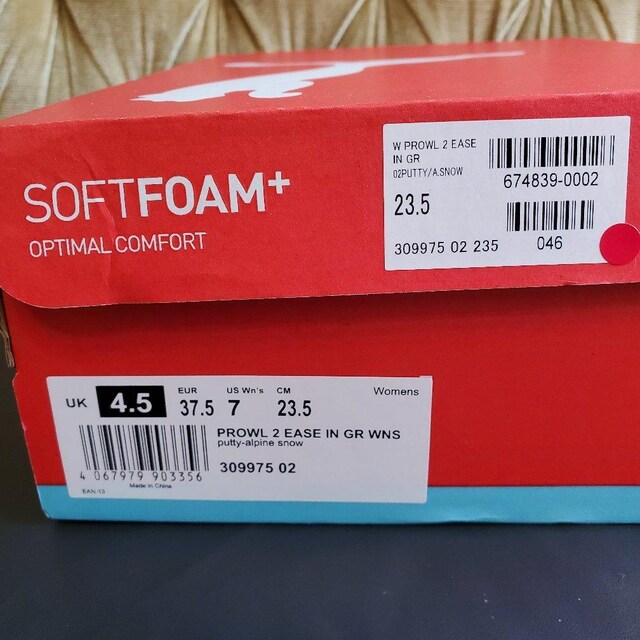 SOFTFOAM+
OPTIMAL COMFORT
W PROWL 2 EASE
IN GR
02PUTTY/A.SNOW
674839-0002
23.5
309975 02 235
046
UK 4.5
EUR 37.5
US Wn's 7
CM 23.5
Womens
PROWL 2 EASE IN GR WNS
putty-alpine snow
309975 02
4 067979 903356
EAN-13
Made in China